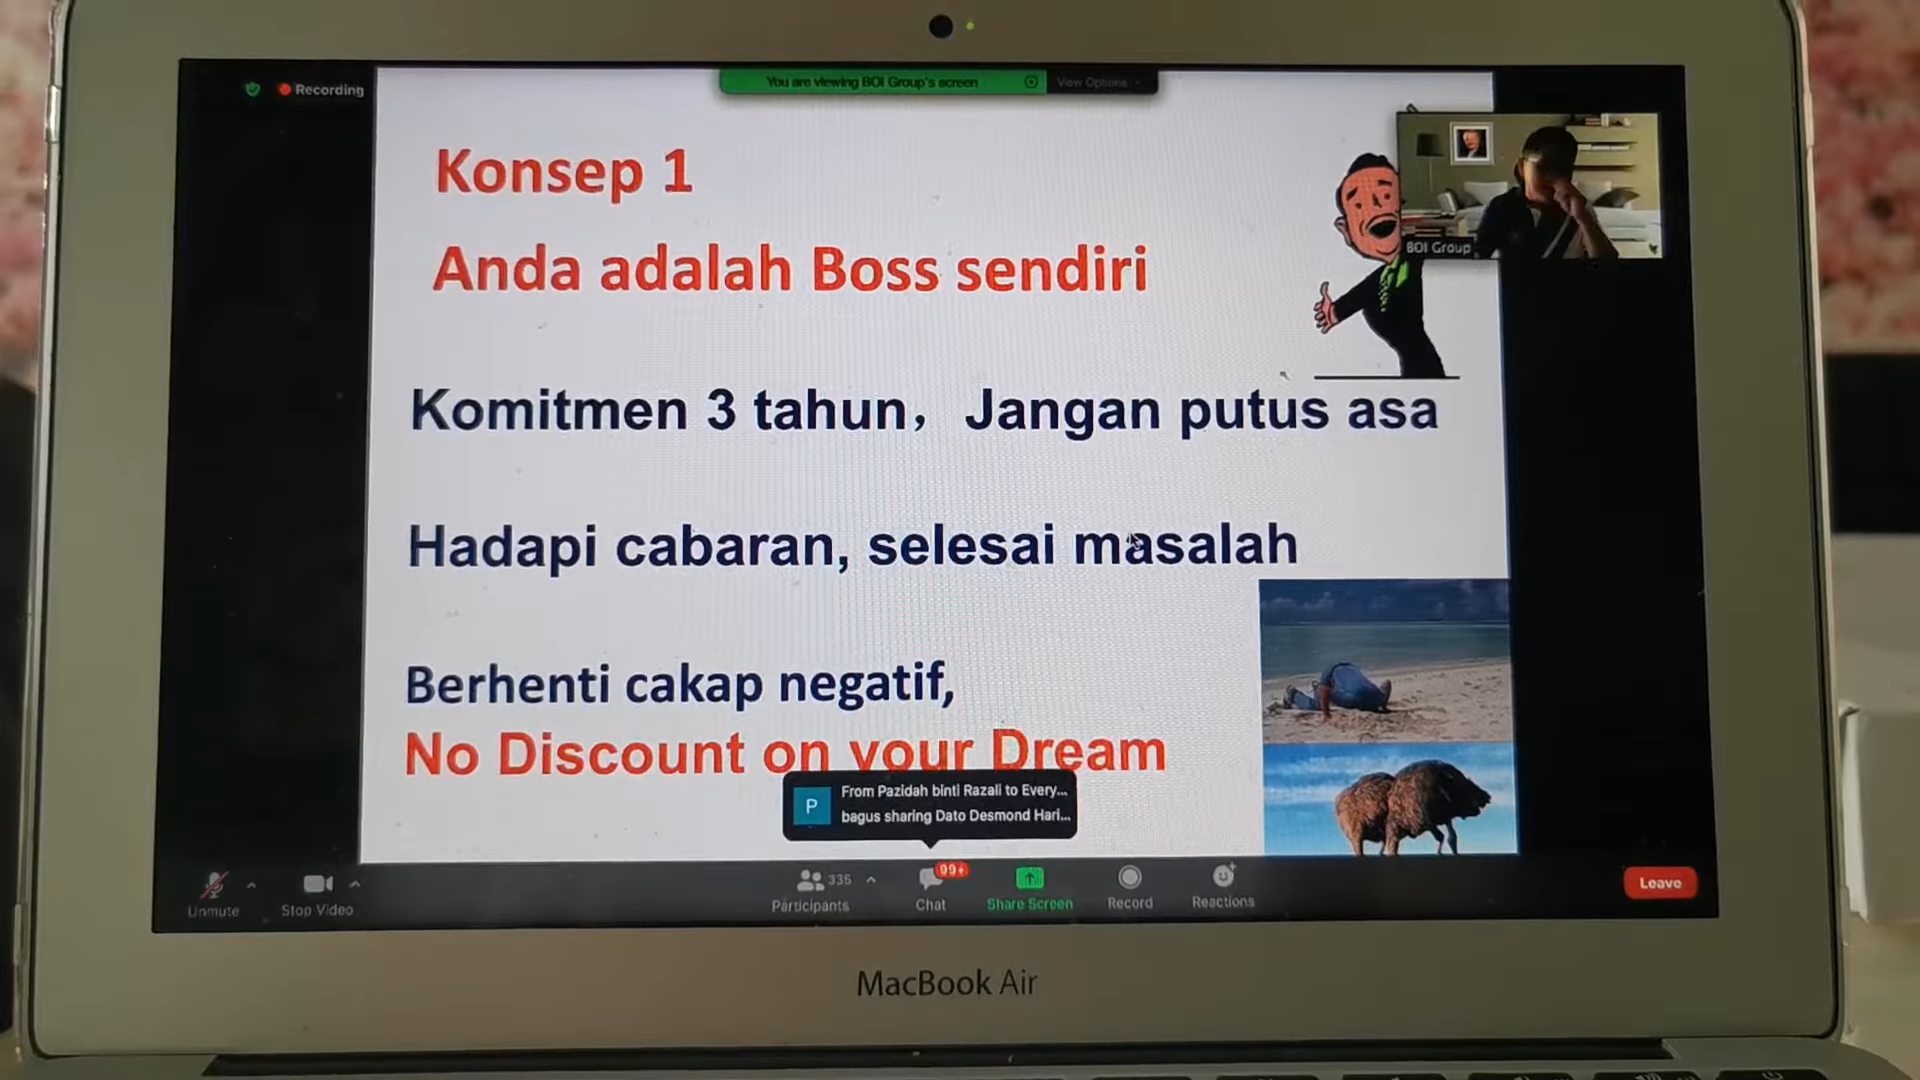 Recording
You are viewing BOI Group's screen
View Options
Konsep 1
Anda adalah Boss sendiri
BOI Group
Komitmen 3 tahun, Jangan putus asa
Hadapi cabaran, selesai masalah
Berhenti cakap negatif,
No Discount on your Dream
P
From Pazidah binti Razali to Every...
bagus sharing Dato Desmond Hari...
Unmute
Stop Video
335
Participants
99+
Chat
Share Screen
Record
Reactions
Leave
MacBook Air